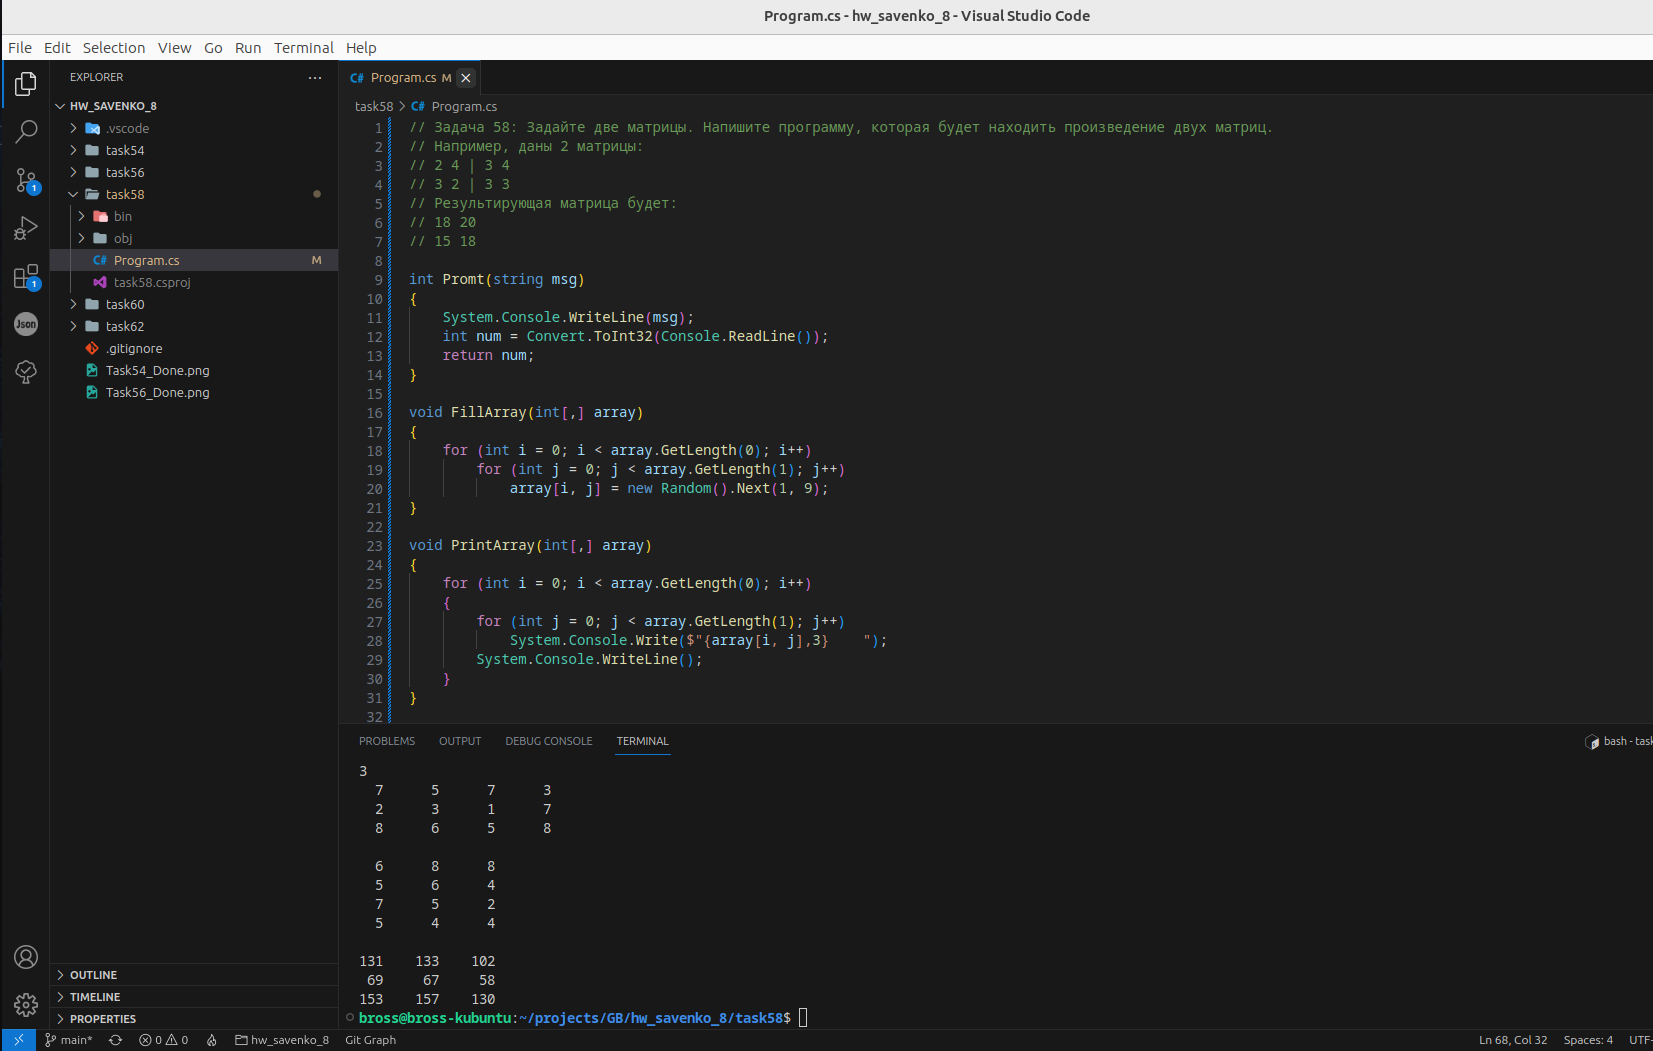 Program.cs - hw_savenko_8 - Visual Studio Code
File Edit Selection View Go Run Terminal Help
EXPLORER
HW_SAVENKO_8
.vscode
task54
task56
task58
bin
obj
Program.cs M
task58.csproj
task60
task62
.gitignore
Task54_Done.png
Task56_Done.png
OUTLINE
TIMELINE
PROPERTIES
1
1
Json
C# Program.cs M
task58 > C# Program.cs
1 // Задача 58: Задайте две матрицы. Напишите программу, которая будет находить произведение двух матриц.
2 // Например, даны 2 матрицы:
3 // 2 4 | 3 4
4 // 3 2 | 3 3
5 // Результирующая матрица будет:
6 // 18 20
7 // 15 18
8
9 int Promt(string msg)
10 {
11 System.Console.WriteLine(msg);
12 int num = Convert.ToInt32(Console.ReadLine());
13 return num;
14 }
15
16 void FillArray(int[,] array)
17 {
18 for (int i = 0; i < array.GetLength(0); i++)
19 for (int j = 0; j < array.GetLength(1); j++)
20 array[i, j] = new Random().Next(1, 9);
21 }
22
23 void PrintArray(int[,] array)
24 {
25 for (int i = 0; i < array.GetLength(0); i++)
26 {
27 for (int j = 0; j < array.GetLength(1); j++)
28 System.Console.Write($"{array[i, j],3}    ");
29 System.Console.WriteLine();
30 }
31 }
32
PROBLEMS OUTPUT DEBUG CONSOLE TERMINAL
bash - task
3
7 5 7 3
2 3 1 7
8 6 5 8
6 8 8
5 6 4
7 5 2
5 4 4
131 133 102
69 67 58
153 157 130
bross@bross-kubuntu:~/projects/GB/hw_savenko_8/task58$
main* 0 0 hw_savenko_8 Git Graph Ln 68, Col 32 Spaces: 4 UTF-